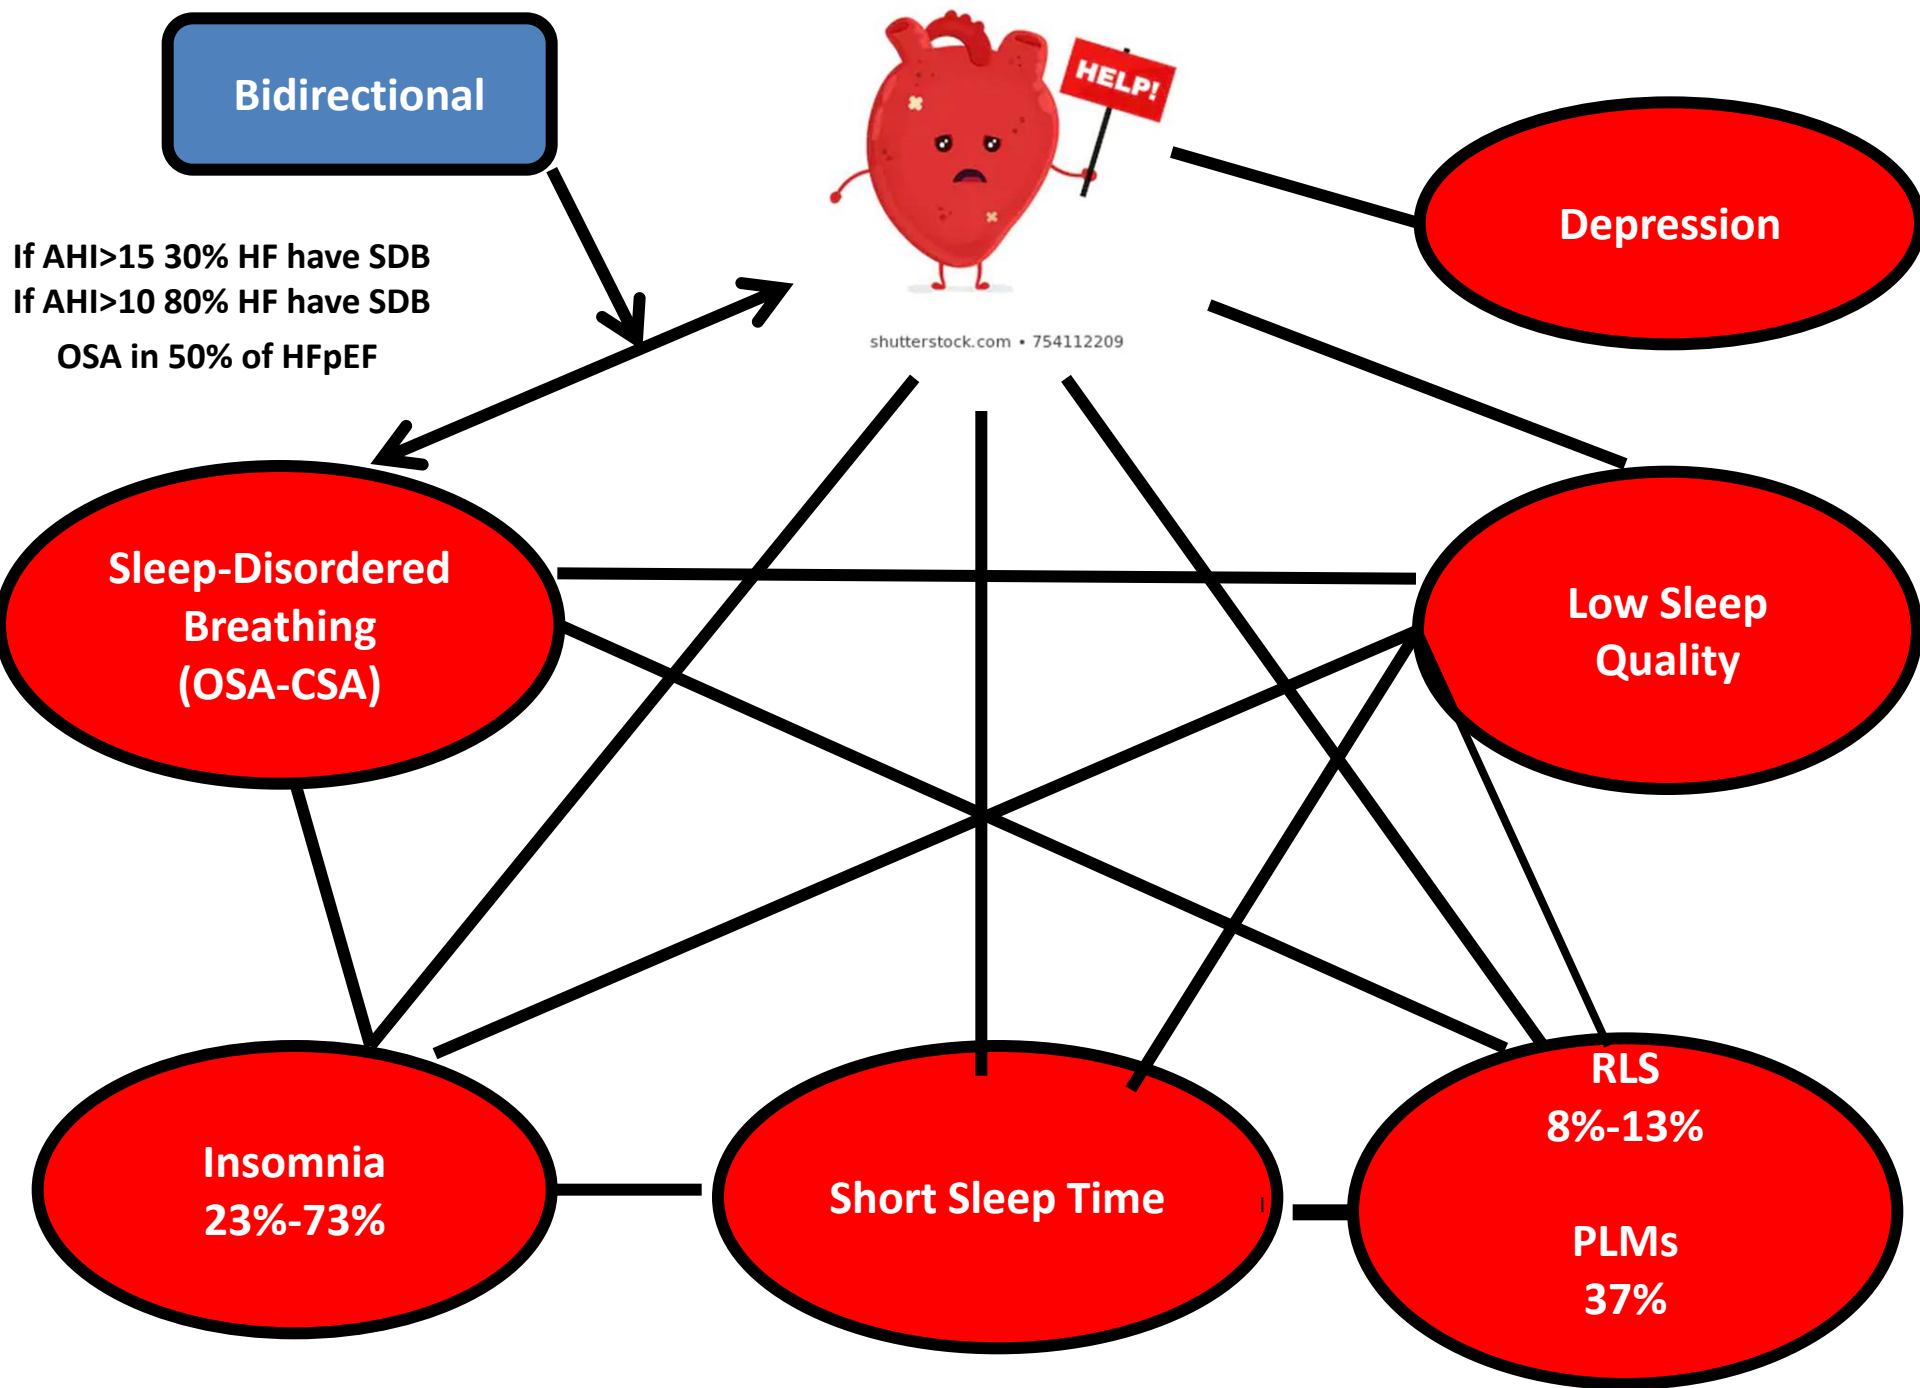 Bidirectional
HELP!
Depression
If AHI>15 30% HF have SDB
If AHI>10 80% HF have SDB
OSA in 50% of HFpEF
shutterstock.com • 754112209
Sleep-Disordered
Breathing
(OSA-CSA)
Low Sleep
Quality
Insomnia
23%-73%
Short Sleep Time
RLS
8%-13%
PLMs
37%